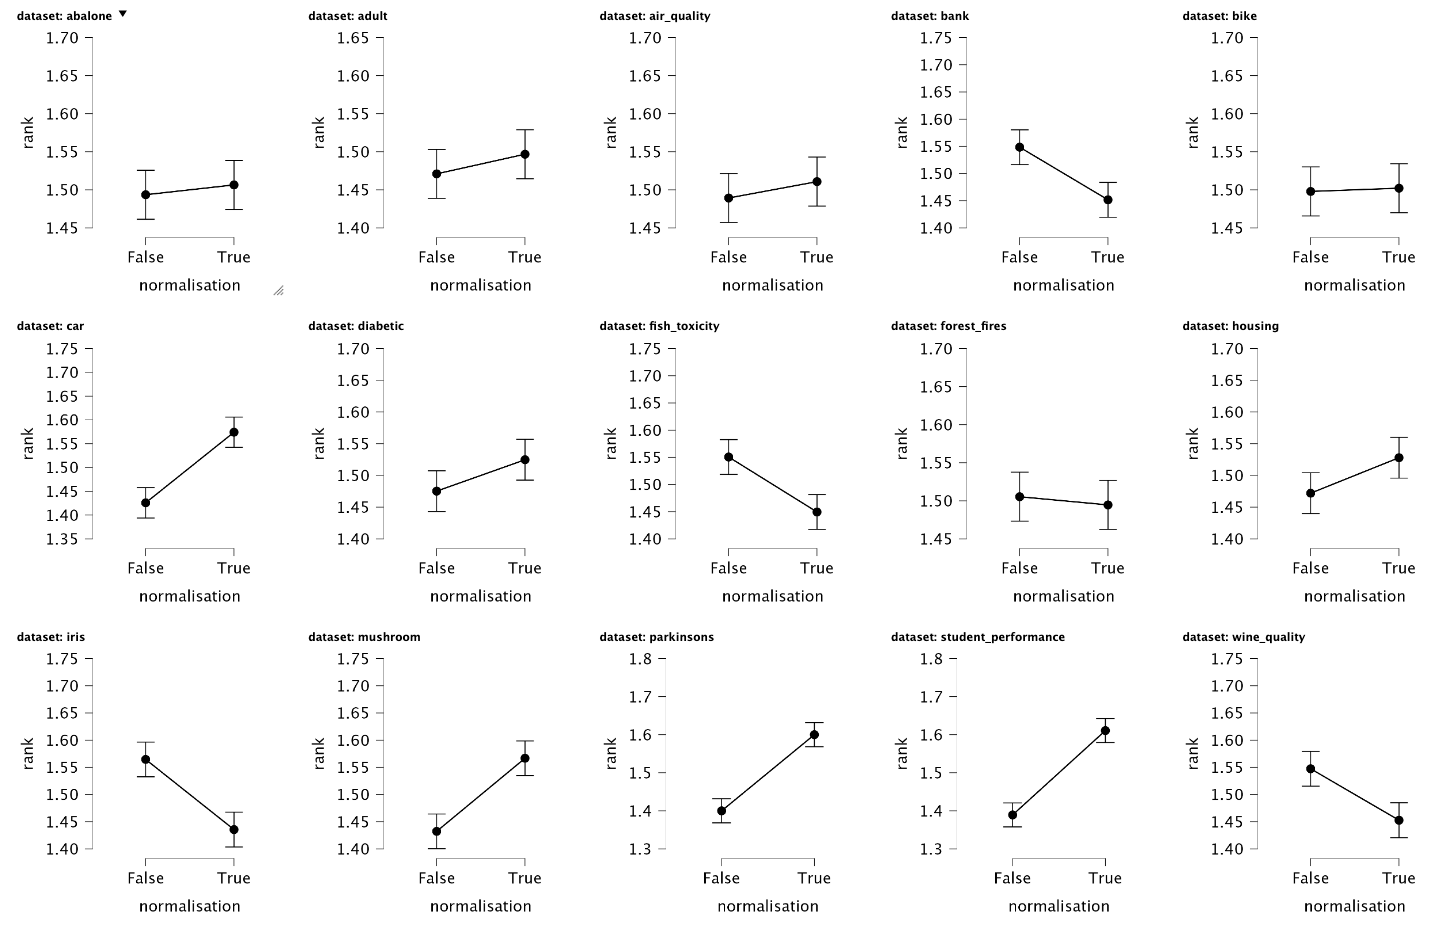 dataset: abalone ▼
1.70
1.65
1.60
1.55
1.50
1.45
rank
False True
normalisation
dataset: adult
1.65
1.60
1.55
1.50
1.45
1.40
rank
False True
normalisation
dataset: air_quality
1.70
1.65
1.60
1.55
1.50
1.45
rank
False True
normalisation
dataset: bank
1.75
1.70
1.65
1.60
1.55
1.50
1.45
1.40
rank
False True
normalisation
dataset: bike
1.70
1.65
1.60
1.55
1.50
1.45
rank
False True
normalisation
dataset: car
1.75
1.70
1.65
1.60
1.55
1.50
1.45
1.40
1.35
rank
False True
normalisation
dataset: diabetic
1.70
1.65
1.60
1.55
1.50
1.45
1.40
rank
False True
normalisation
dataset: fish_toxicity
1.75
1.70
1.65
1.60
1.55
1.50
1.45
1.40
rank
False True
normalisation
dataset: forest_fires
1.70
1.65
1.60
1.55
1.50
1.45
rank
False True
normalisation
dataset: housing
1.70
1.65
1.60
1.55
1.50
1.45
1.40
rank
False True
normalisation
dataset: iris
1.75
1.70
1.65
1.60
1.55
1.50
1.45
1.40
rank
False True
normalisation
dataset: mushroom
1.75
1.70
1.65
1.60
1.55
1.50
1.45
1.40
rank
False True
normalisation
dataset: parkinsons
1.8
1.7
1.6
1.5
1.4
1.3
rank
False True
normalisation
dataset: student_performance
1.8
1.7
1.6
1.5
1.4
1.3
rank
False True
normalisation
dataset: wine_quality
1.75
1.70
1.65
1.60
1.55
1.50
1.45
1.40
rank
False True
normalisation